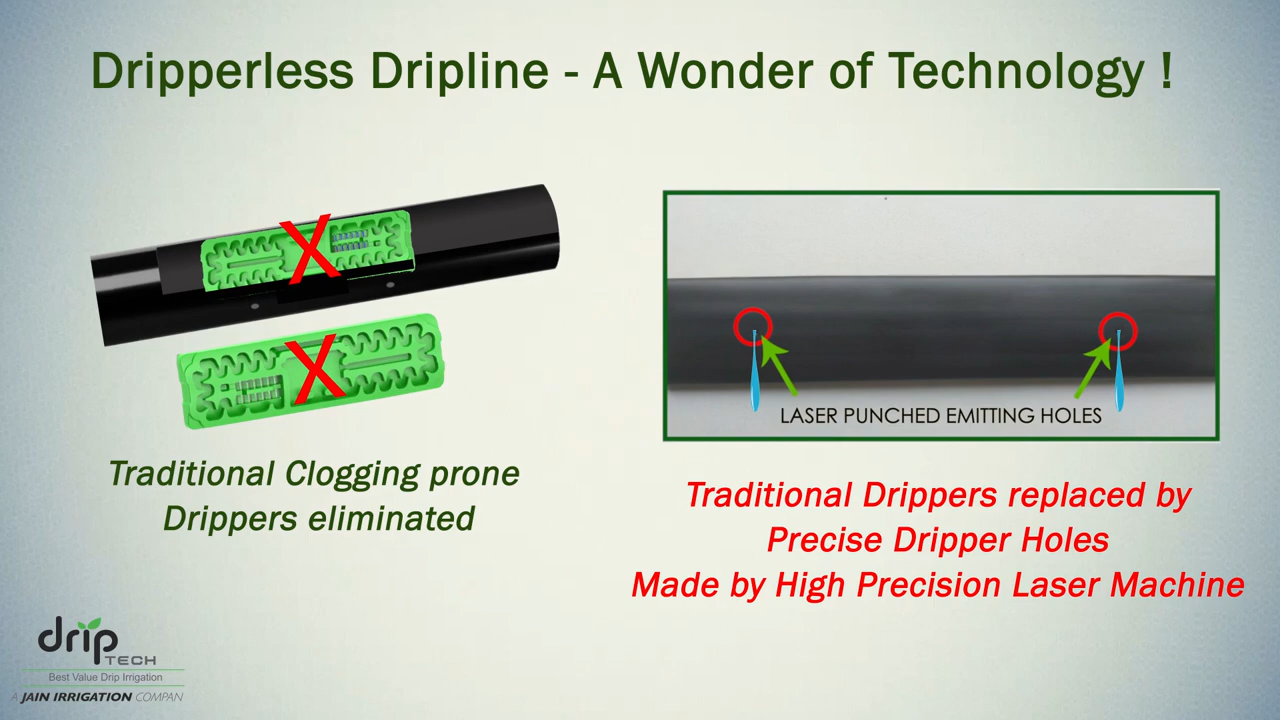 Dripperless Dripline - A Wonder of Technology !
X
X
Traditional Clogging prone
Drippers eliminated
LASER PUNCHED EMITTING HOLES
Traditional Drippers replaced by
Precise Dripper Holes
Made by High Precision Laser Machine
drip
TECH
Best Value Drip Irrigation
A JAIN IRRIGATION COMPAN